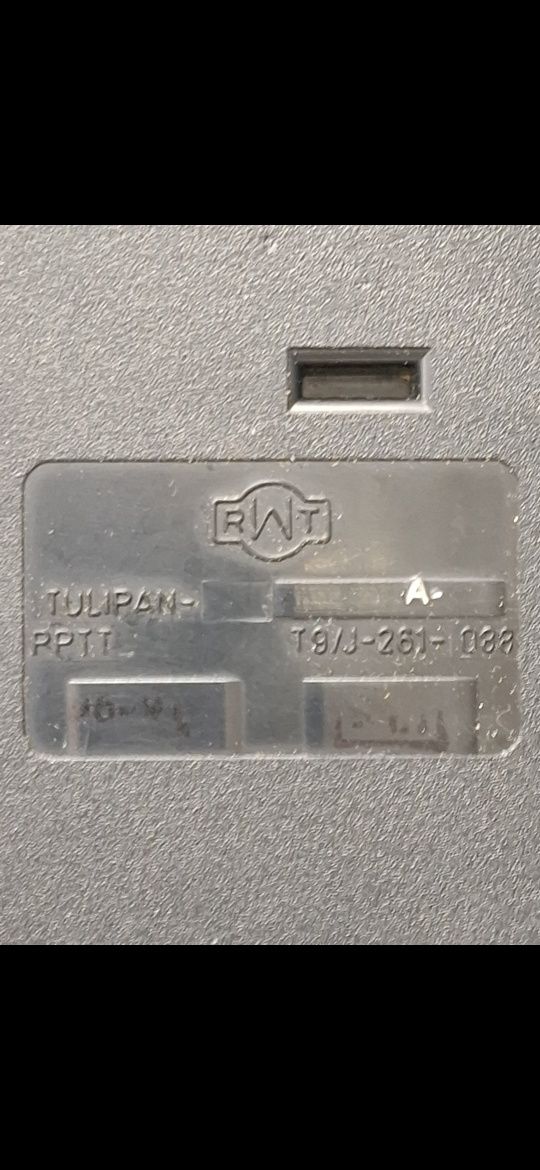 RWT
TULIPAN- A-
PPTT T9/J-261- 088